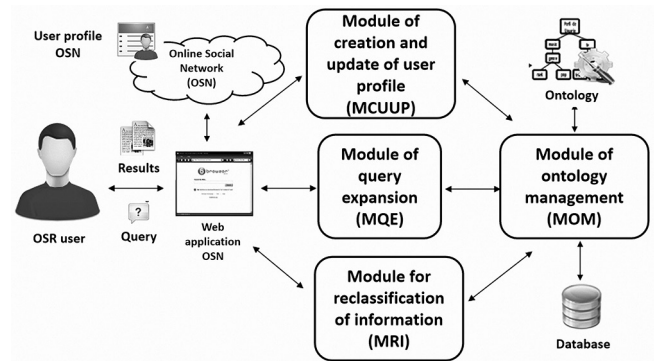 User profile
OSN
Online Social
Network
(OSN)
Module of
creation and
update of user
profile
(MCUUP)
Ontology
Results
Query
OSR user
Web
application
OSN
Module of
query
expansion
(MQE)
Module of
ontology
management
(MOM)
Module for
reclassification
of information
(MRI)
Database